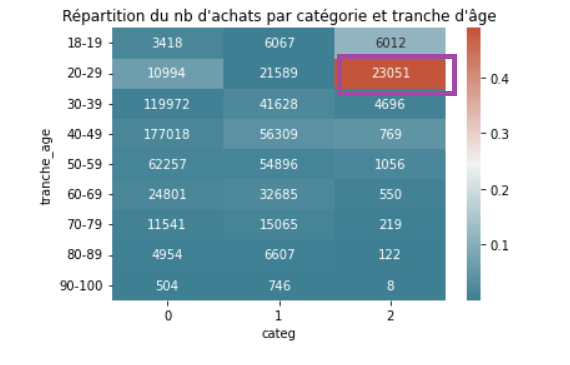 Répartition du nb d'achats par catégorie et tranche d'âge
18-19 3418 6067 6012
20-29 10994 21589 23051
30-39 119972 41628 4696
40-49 177018 56309 769
50-59 62257 54896 1056
60-69 24801 32685 550
70-79 11541 15065 219
80-89 4954 6607 122
90-100 504 746 8
0 1 2
categ
tranche_age
0.4
0.3
0.2
0.1